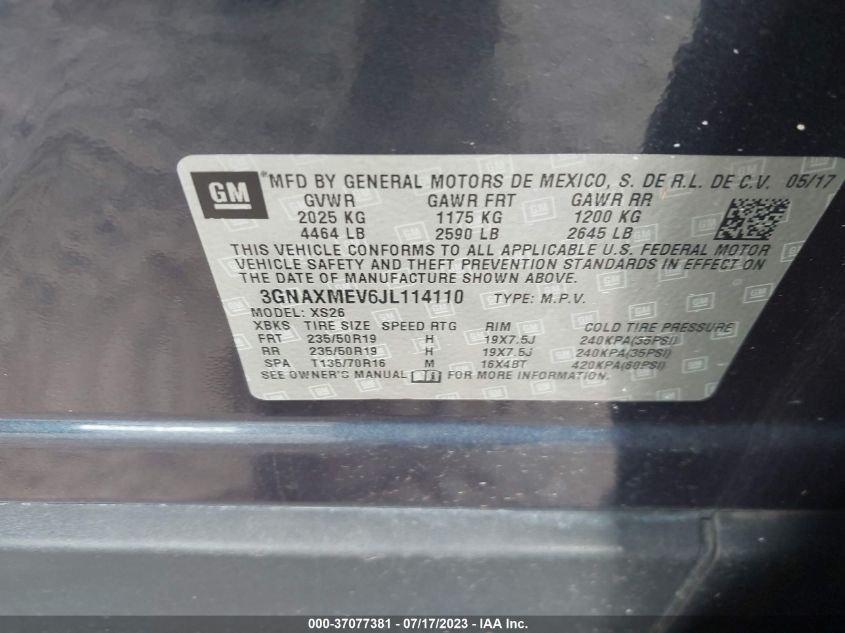 GM ®MFD BY GENERAL MOTORS DE MEXICO, S. DE R.L. DE C.V. 05/17
GVWR GAWR FRT GAWR RR
2025 KG 1175 KG 1200 KG
4464 LB 2590 LB 2645 LB
THIS VEHICLE CONFORMS TO ALL APPLICABLE U.S. FEDERAL MOTOR
VEHICLE SAFETY AND THEFT PREVENTION STANDARDS IN EFFECT ON
THE DATE OF MANUFACTURE SHOWN ABOVE.
3GNAXMEV6JL114110 TYPE: M.P.V.
MODEL: XS26
XBKS TIRE SIZE SPEED RTG RIM COLD TIRE PRESSURE
FRT 235/50R19 H 19X7.5J 240KPA(35PSI)
RR 235/50R19 H 19X7.5J 240KPA(35PSI)
SPA T135/70R16 M 16X4BT 420KPA(60PSI)
SEE OWNER'S MANUAL FOR MORE INFORMATION.
000-37077381 - 07/17/2023 - IAA Inc.